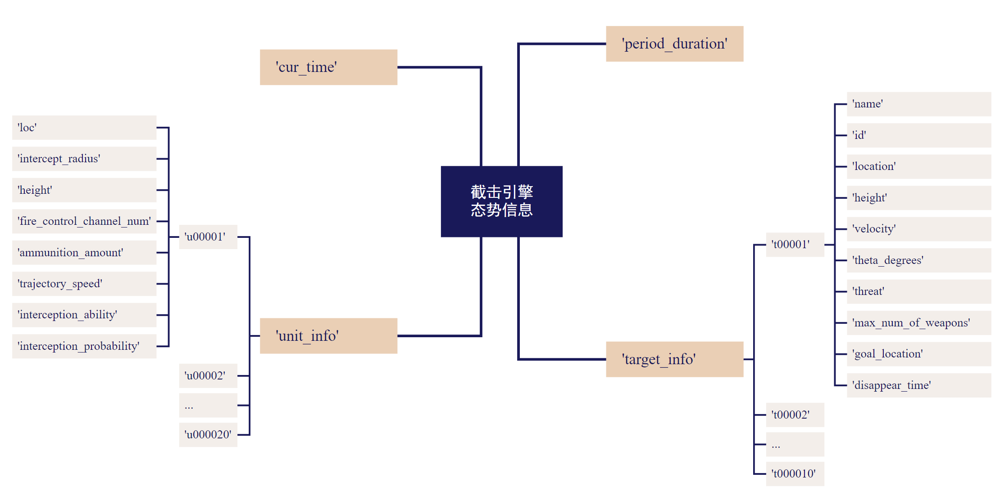 'cur_time'
'period_duration'
截击引擎
态势信息
'unit_info'
'u00001'
'loc'
'intercept_radius'
'height'
'fire_control_channel_num'
'ammunition_amount'
'trajectory_speed'
'interception_ability'
'interception_probability'
'u00002'
...
'u000020'
'target_info'
't00001'
'name'
'id'
'location'
'height'
'velocity'
'theta_degrees'
'threat'
'max_num_of_weapons'
'goal_location'
'disappear_time'
't00002'
...
't000010'